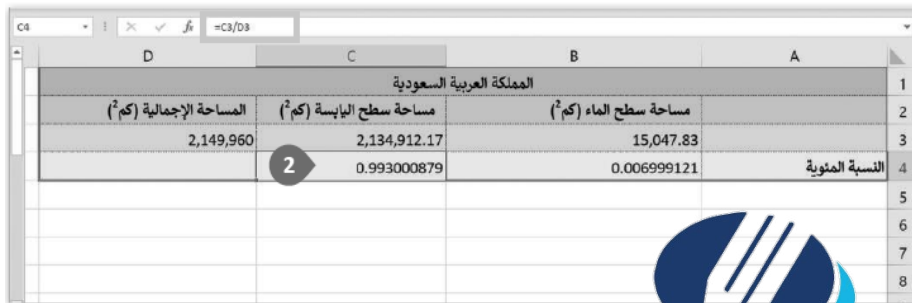 C4 fx =C3/D3
A B C D
1 المملكة العربية السعودية
2 مساحة سطح الماء (كم²) مساحة سطح اليابسة (كم²) المساحة الإجمالية (كم²)
3 15,047.83 2,134,912.17 2,149,960
4 النسبة المئوية 0.006999121 0.993000879 2
5
6
7
8